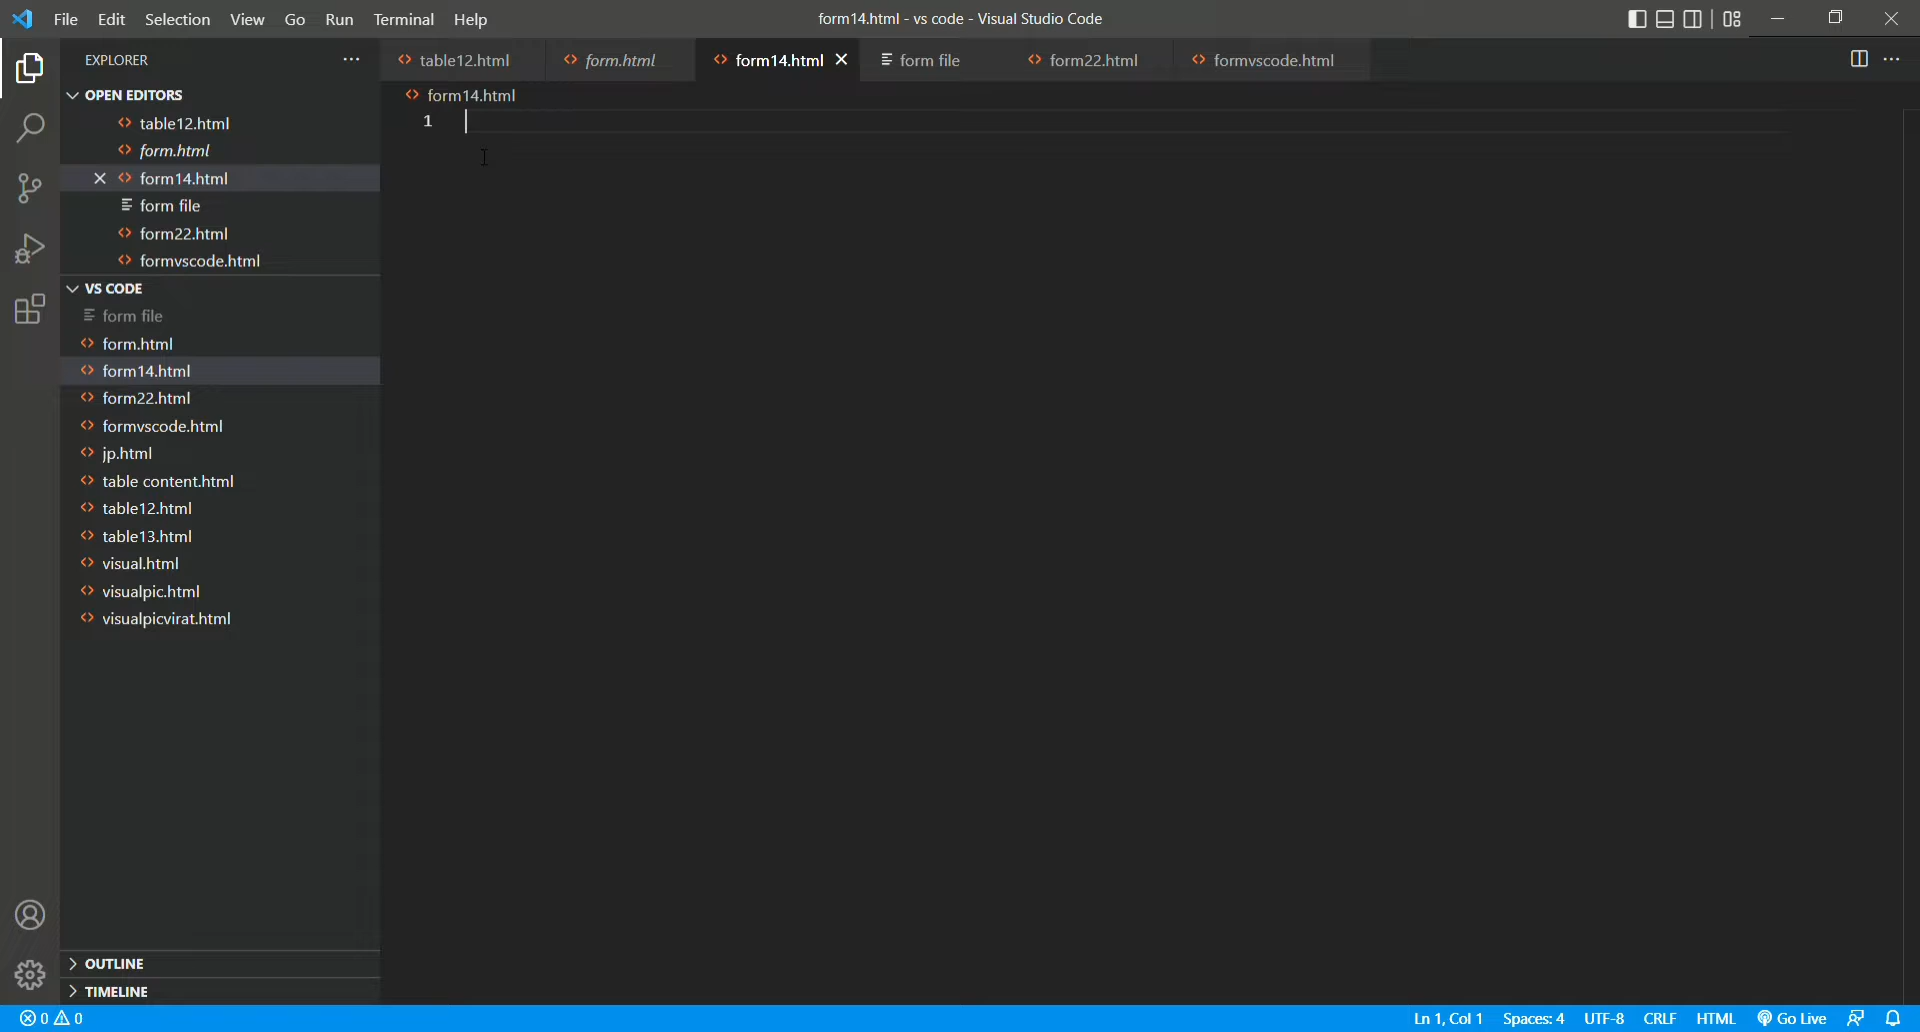 File Edit Selection View Go Run Terminal Help
form14.html - vs code - Visual Studio Code
EXPLORER
table12.html
form.html
form14.html
form file
form22.html
formvscode.html
OPEN EDITORS
table12.html
form.html
form14.html
form file
form22.html
formvscode.html
VS CODE
form file
form.html
form14.html
form22.html
formvscode.html
jp.html
table content.html
table12.html
table13.html
visual.html
visualpic.html
visualpicvirat.html
OUTLINE
TIMELINE
form14.html
1
0 0
Ln 1, Col 1 Spaces: 4 UTF-8 CRLF HTML Go Live